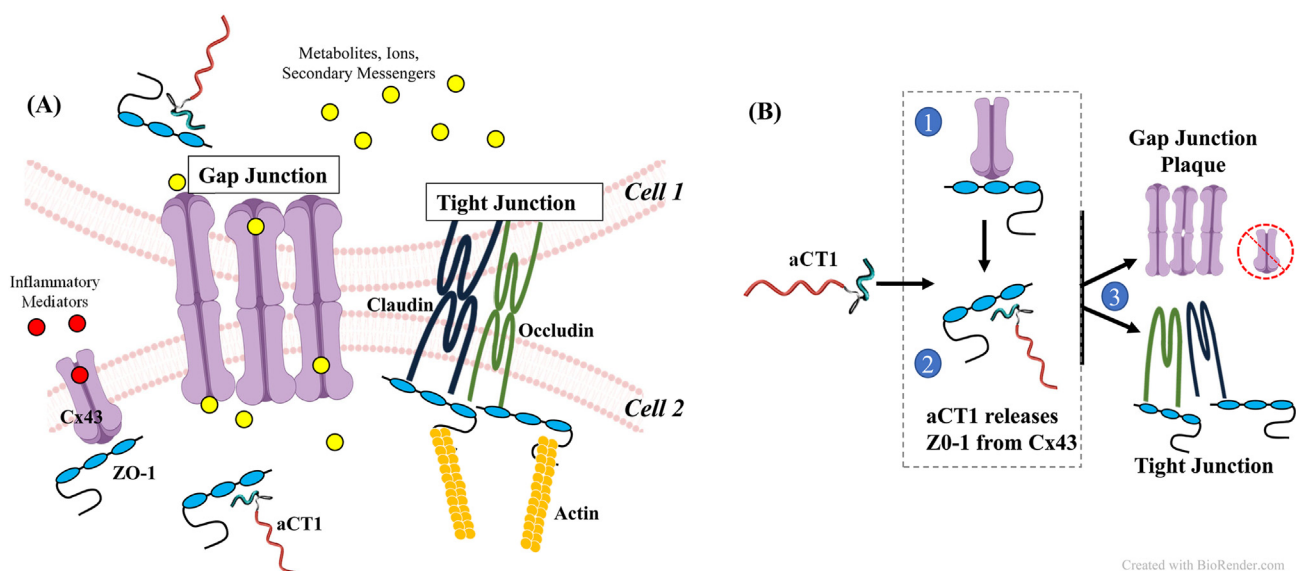 (A)
Metabolites, Ions,
Secondary Messengers
Gap Junction
Cell 1
Tight Junction
Inflammatory
Mediators
Claudin
Occludin
Cx43
Cell 2
ZO-1
aCT1
Actin
(B)
1
Gap Junction
Plaque
aCT1
3
2
aCT1 releases
Z0-1 from Cx43
Tight Junction
Created with BioRender.com